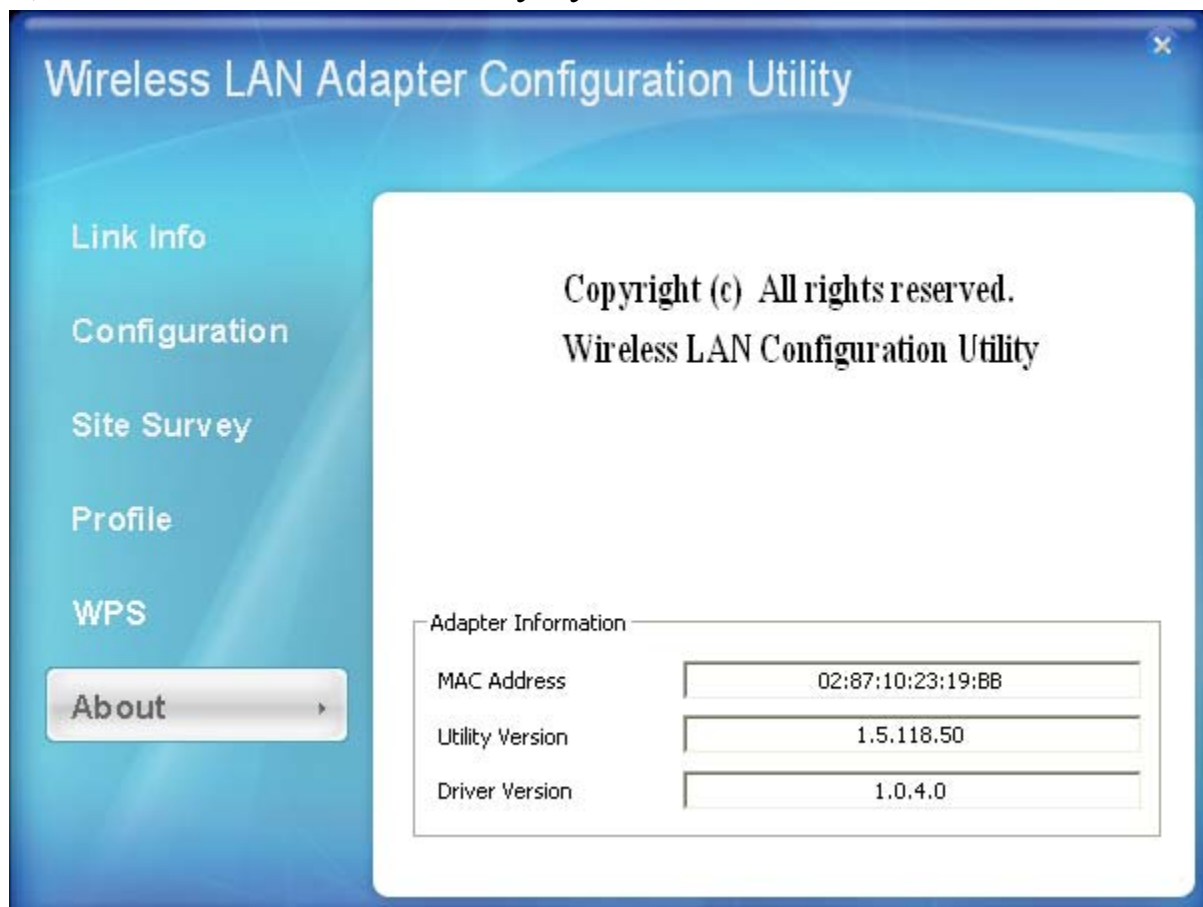 Wireless LAN Adapter Configuration Utility
Link Info
Configuration
Site Survey
Profile
WPS
About
Copyright (c) All rights reserved.
Wireless LAN Configuration Utility
Adapter Information
MAC Address 02:87:10:23:19:BB
Utility Version 1.5.118.50
Driver Version 1.0.4.0